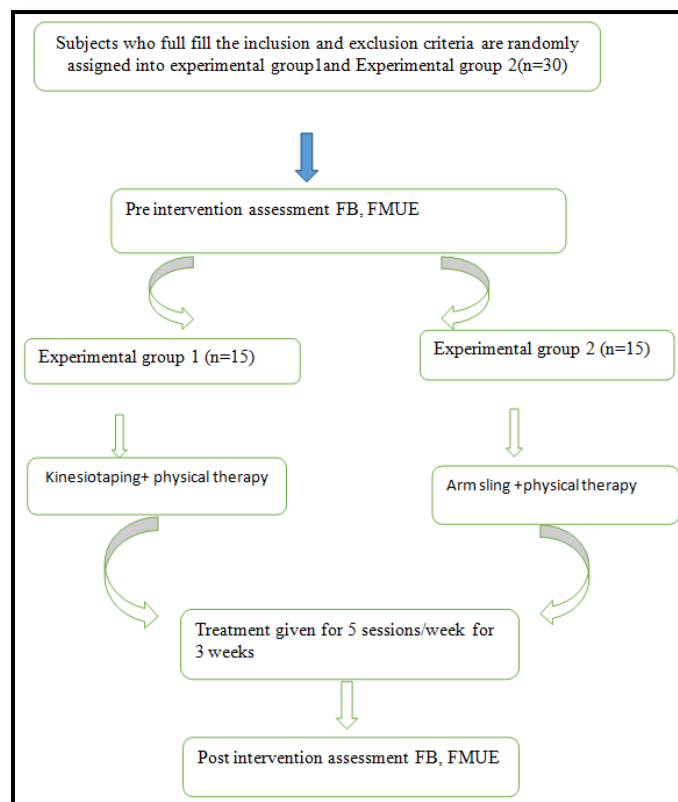 Subjects who full fill the inclusion and exclusion criteria are randomly
assigned into experimental group1and Experimental group 2(n=30)
Pre intervention assessment FB, FMUE
Experimental group 1 (n=15)
Experimental group 2 (n=15)
Kinesiotaping+ physical therapy
Arm sling +physical therapy
Treatment given for 5 sessions/week for
3 weeks
Post intervention assessment FB, FMUE